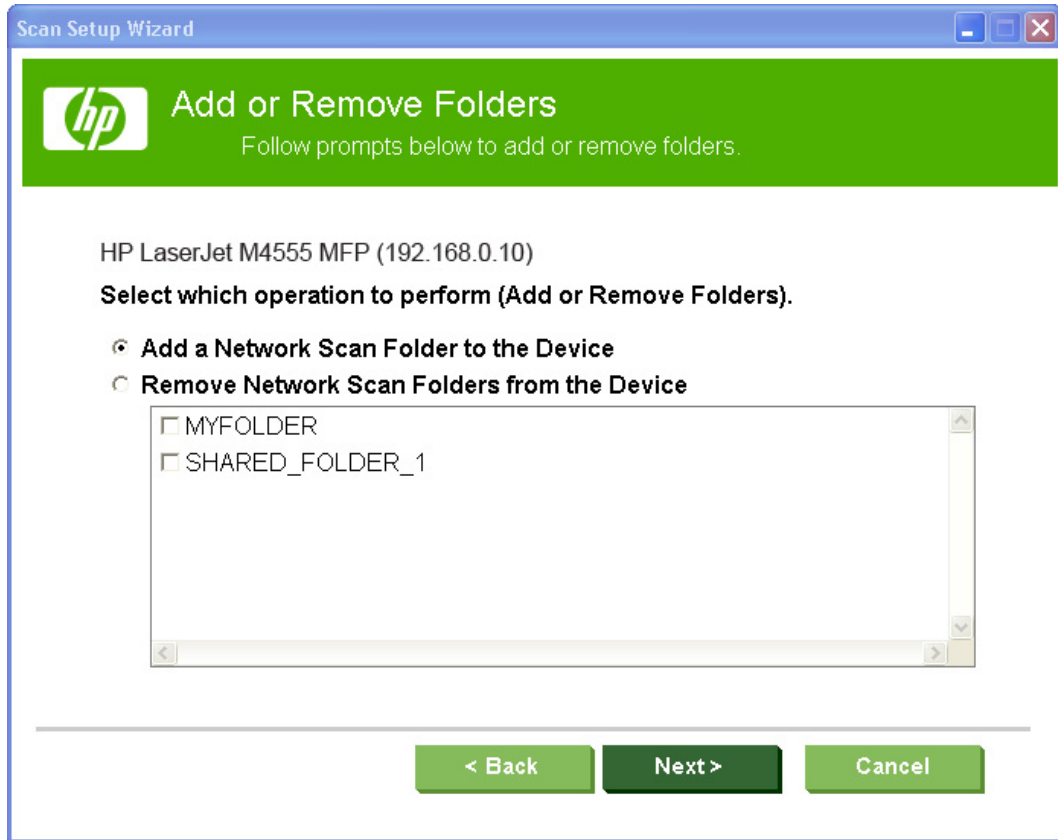 Scan Setup Wizard
hp
Add or Remove Folders
Follow prompts below to add or remove folders.
HP LaserJet M4555 MFP (192.168.0.10)
Select which operation to perform (Add or Remove Folders).
Add a Network Scan Folder to the Device
Remove Network Scan Folders from the Device
MYFOLDER
SHARED_FOLDER_1
< Back
Next >
Cancel